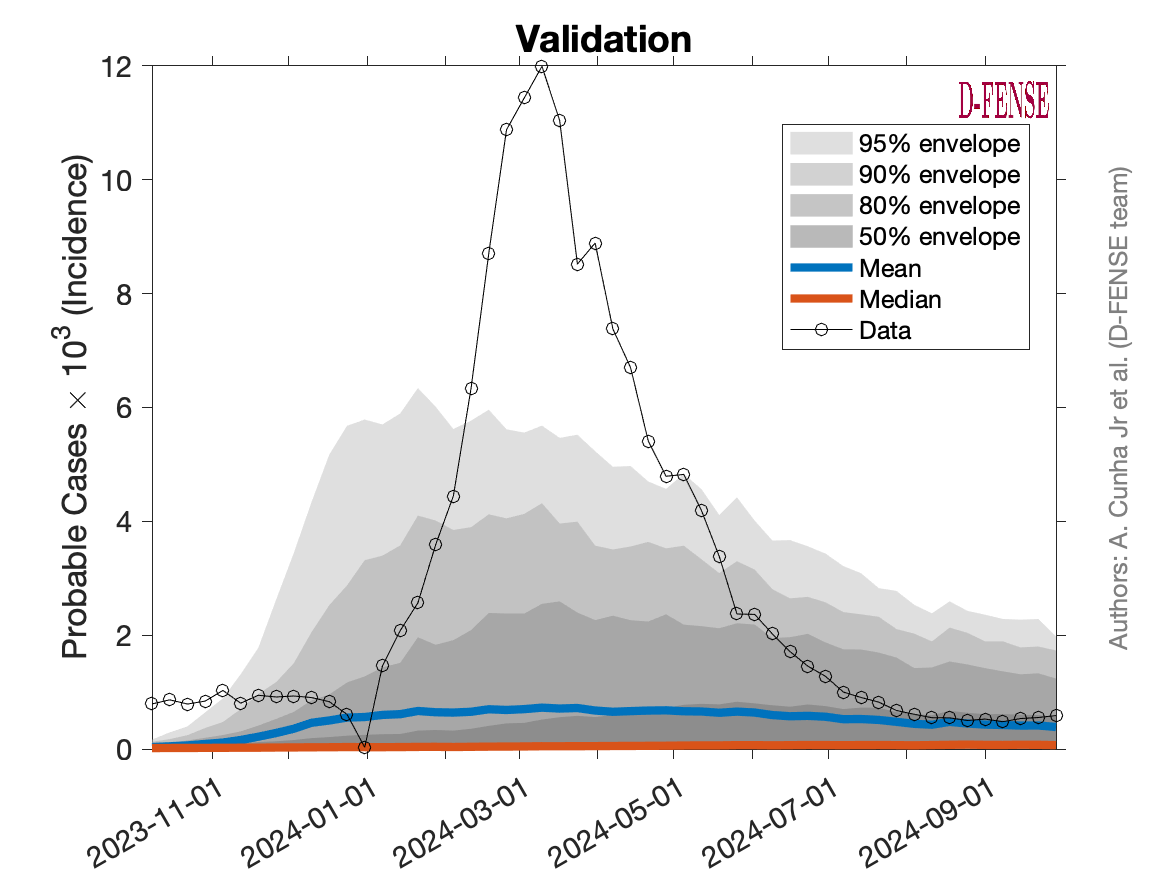 Validation
D-FENSE
95% envelope
90% envelope
80% envelope
50% envelope
Mean
Median
Data
Probable Cases × 10³ (Incidence)
12
10
8
6
4
2
0
2023-11-01
2024-01-01
2024-03-01
2024-05-01
2024-07-01
2024-09-01
Authors: A. Cunha Jr et al. (D-FENSE team)